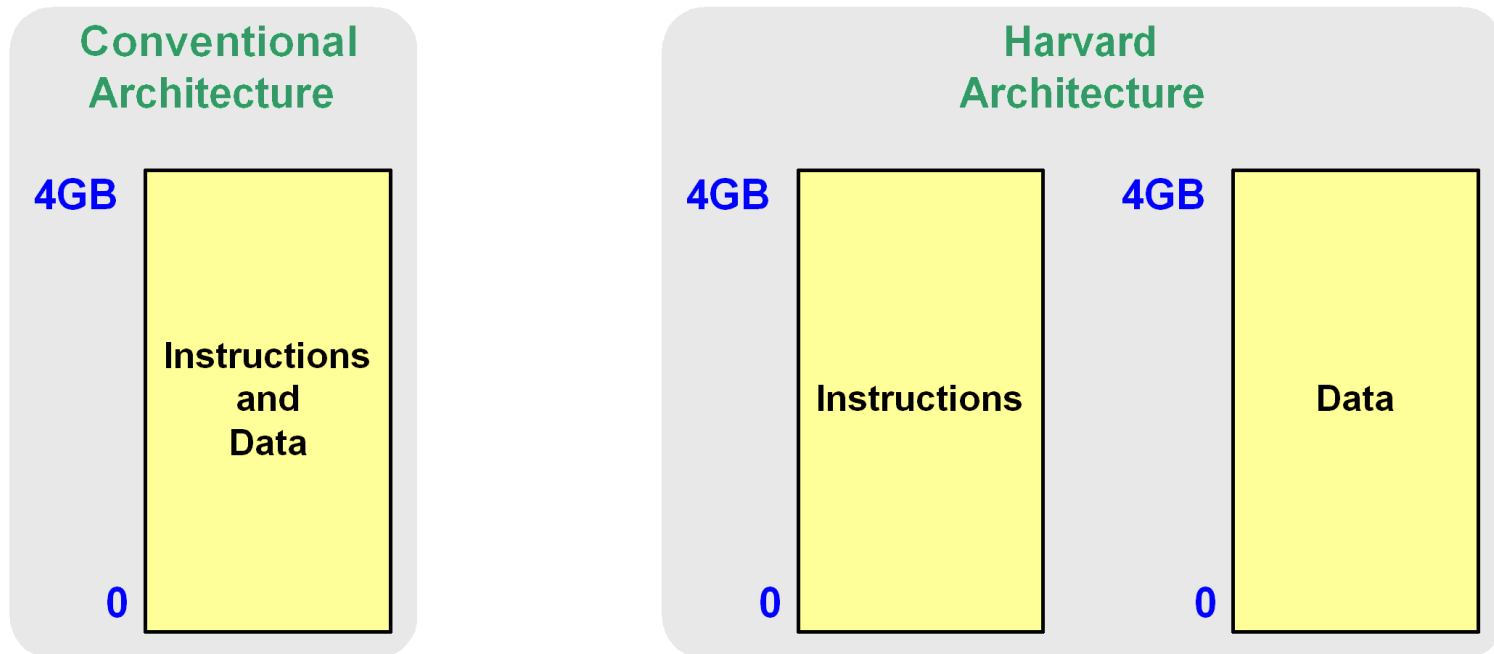 Conventional
Architecture
4GB
Instructions
and
Data
0
Harvard
Architecture
4GB
Instructions
0
4GB
Data
0